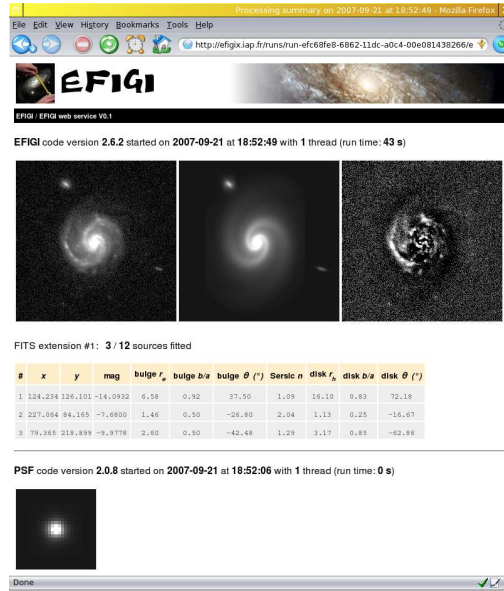 Processing summary on 2007-09-21 at 18:52:49 - Mozilla Firefox
File Edit View History Bookmarks Tools Help
http://efigix.iap.fr/runs/run-efc68fe8-6862-11dc-a0c4-00e081438266/e
EFIGI
EFIGI / EFIGI web service V0.1
EFIGI code version 2.6.2 started on 2007-09-21 at 18:52:49 with 1 thread (run time: 43 s)
FITS extension #1: 3 / 12 sources fitted
# x y mag bulge re bulge b/a bulge θ (°) Sersic n disk rh disk b/a disk θ (°)
1 124.234 126.101 -14.0932 6.58 0.92 37.50 1.09 16.10 0.83 72.18
2 227.064 84.165 -7.6800 1.46 0.50 -26.80 2.04 1.13 0.25 -16.67
3 79.365 218.899 -9.9778 2.60 0.50 -42.48 1.29 3.17 0.85 -62.86
PSF code version 2.0.8 started on 2007-09-21 at 18:52:06 with 1 thread (run time: 0 s)
Done